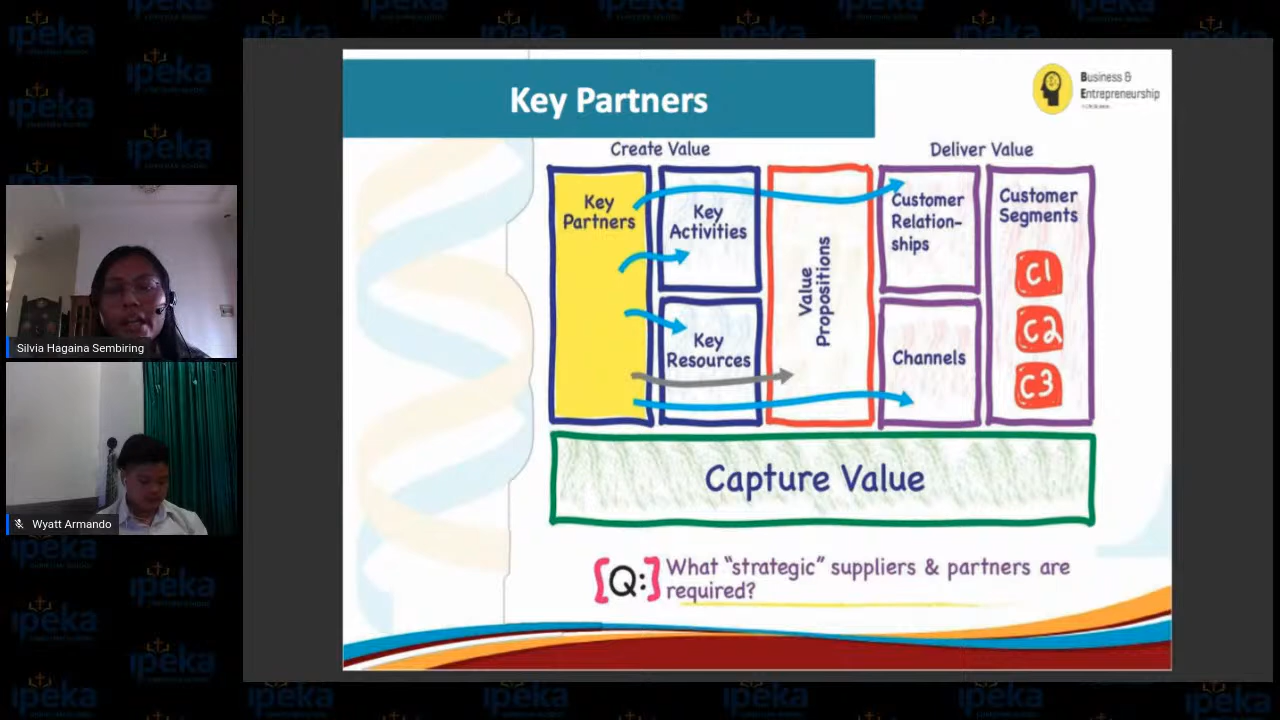 ipeka
Key Partners
Business &
Entrepreneurship
Create Value
Deliver Value
Key
Partners
Key
Activities
Key
Resources
Value
Propositions
Customer
Relation-
ships
Channels
Customer
Segments
C1
C2
C3
Capture Value
[Q:] What "strategic" suppliers & partners are
required?
Silvia Hagaina Sembiring
Wyatt Armando